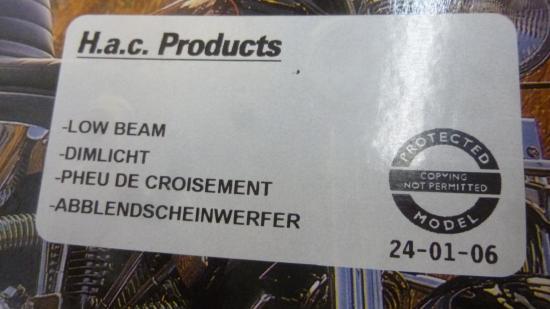 H.a.c. Products
-LOW BEAM
-DIMLICHT
-PHEU DE CROISEMENT
-ABBLENDSCHEINWERFER
PROTECTED
COPYING
NOT PERMITTED
MODEL
24-01-06